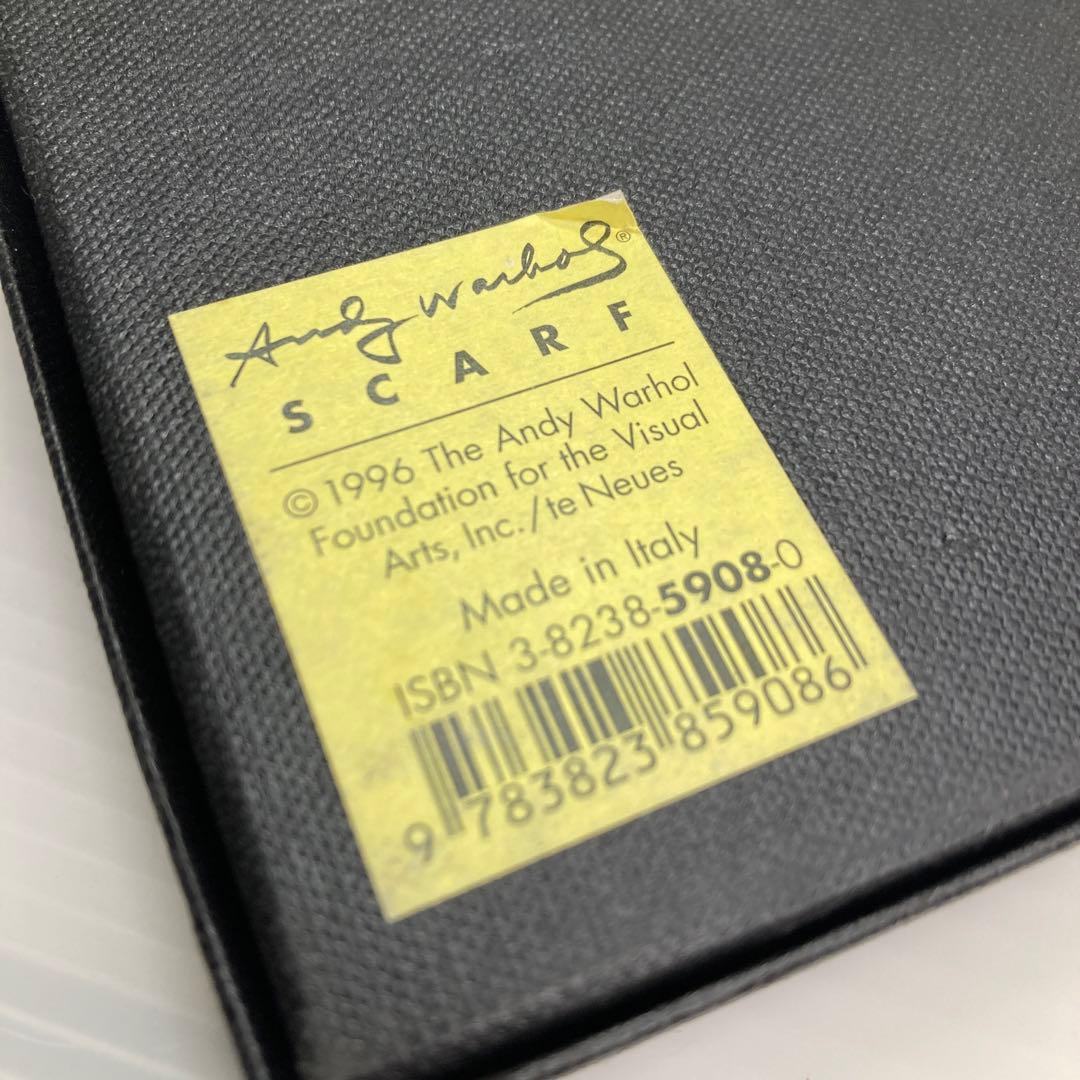 Andy Warhol®
SCARF
© 1996 The Andy Warhol
Foundation for the Visual
Arts, Inc./te Neues
Made in Italy
ISBN 3-8238-5908-0
9 783823 859086